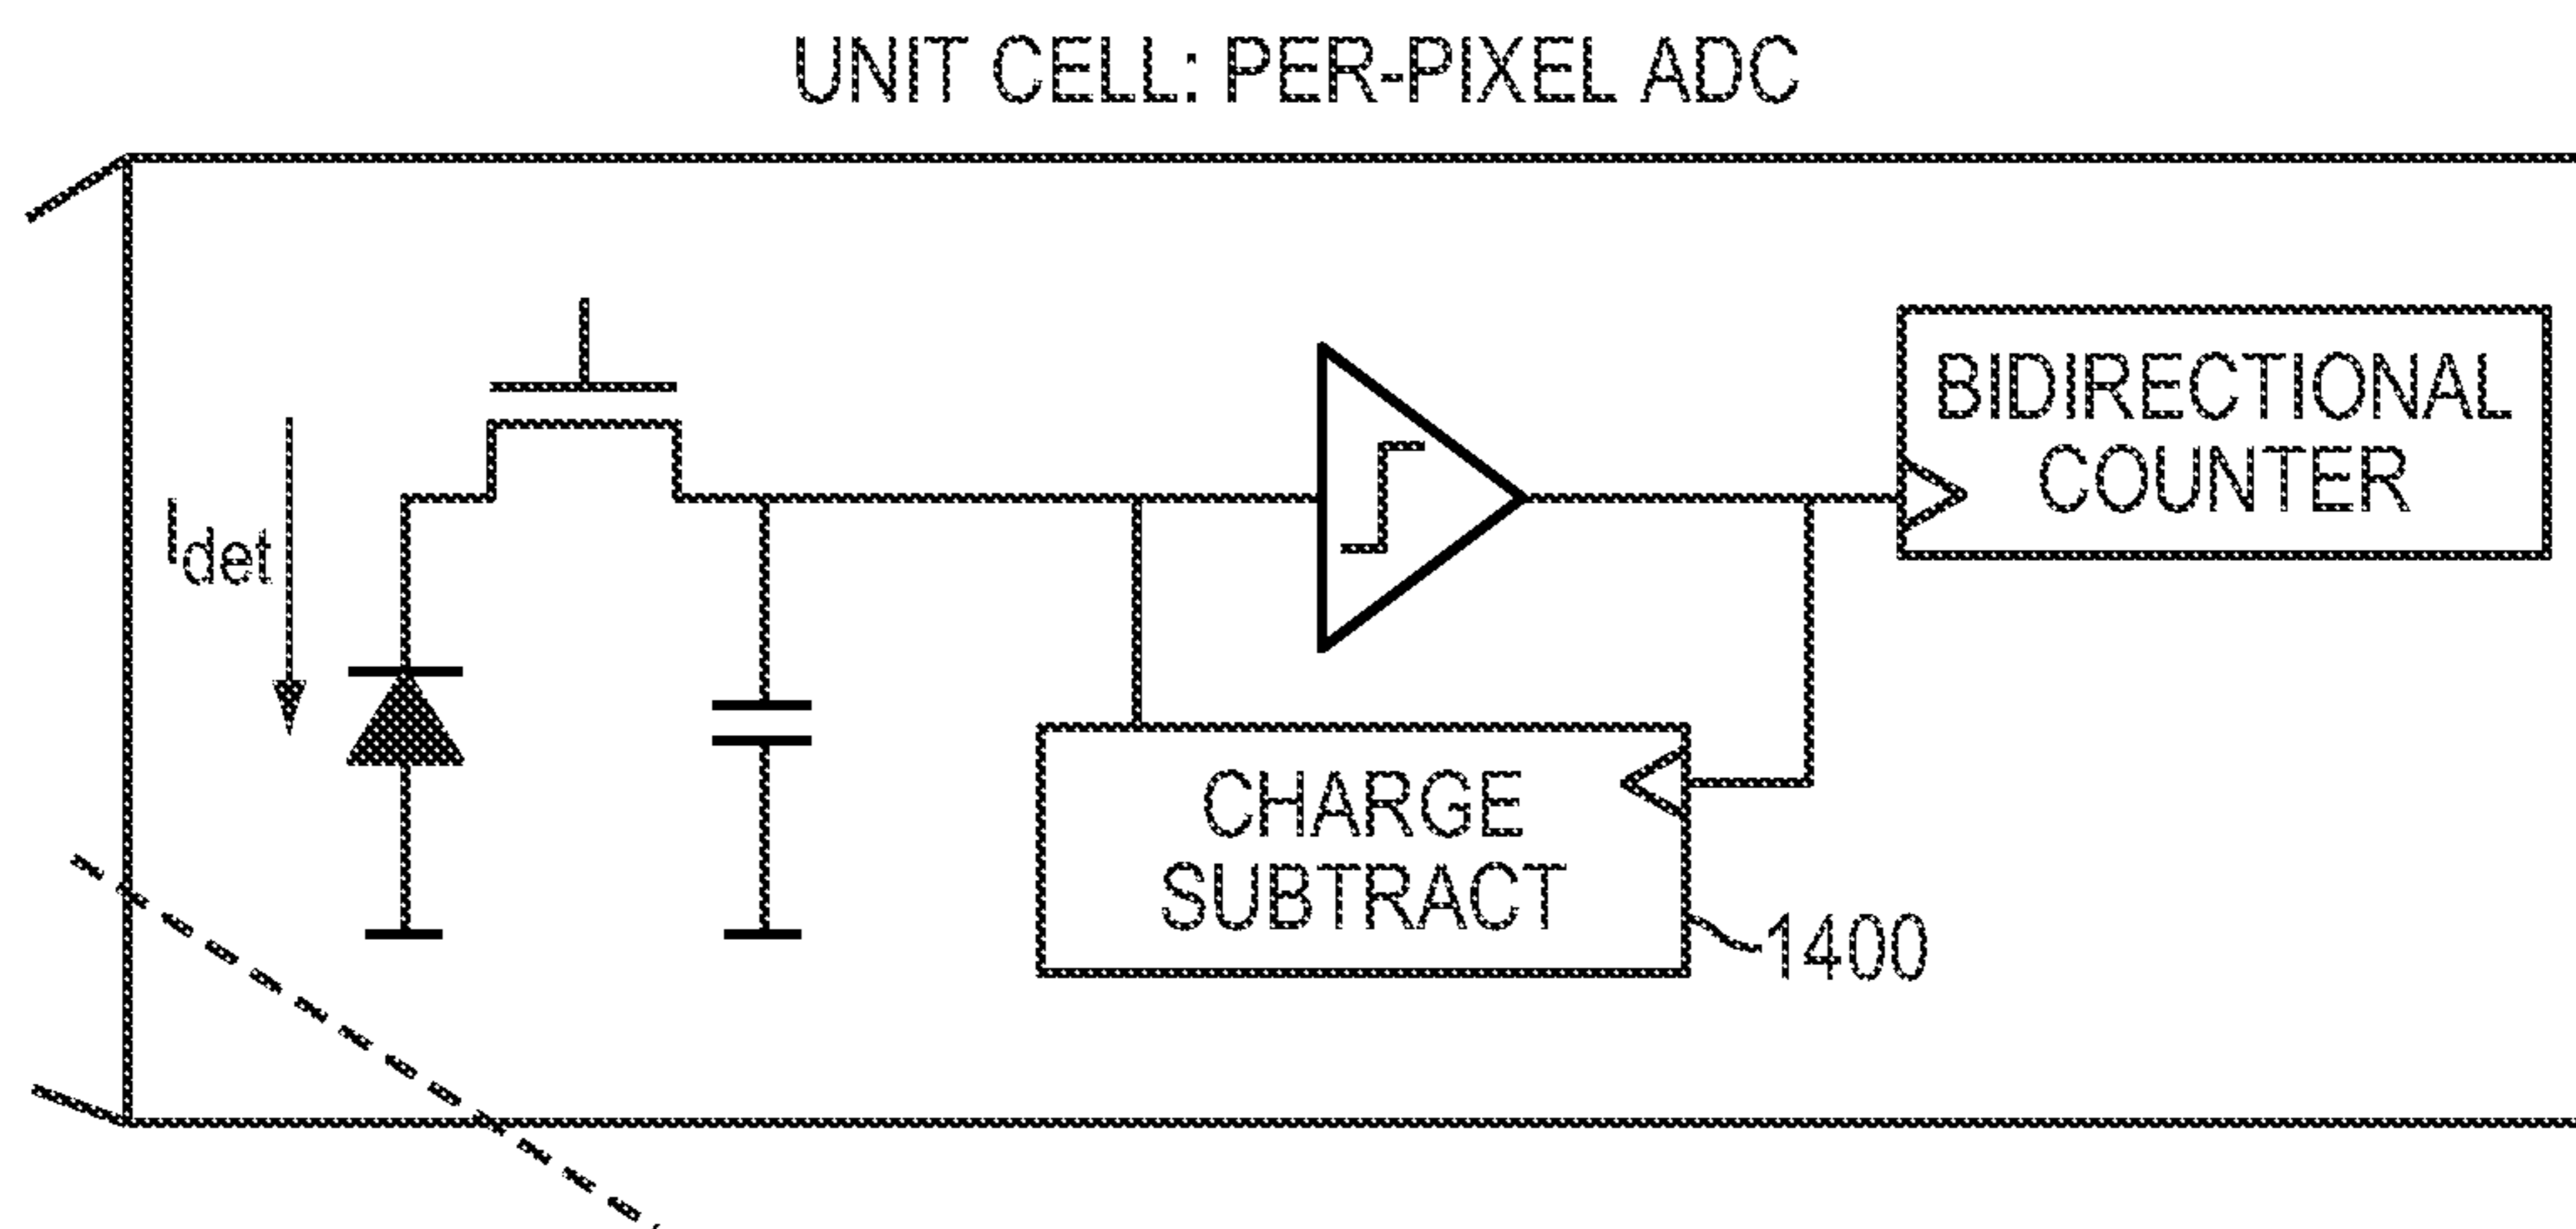 UNIT CELL: PER-PIXEL ADC
Idet
BIDIRECTIONAL
COUNTER
CHARGE
SUBTRACT
1400